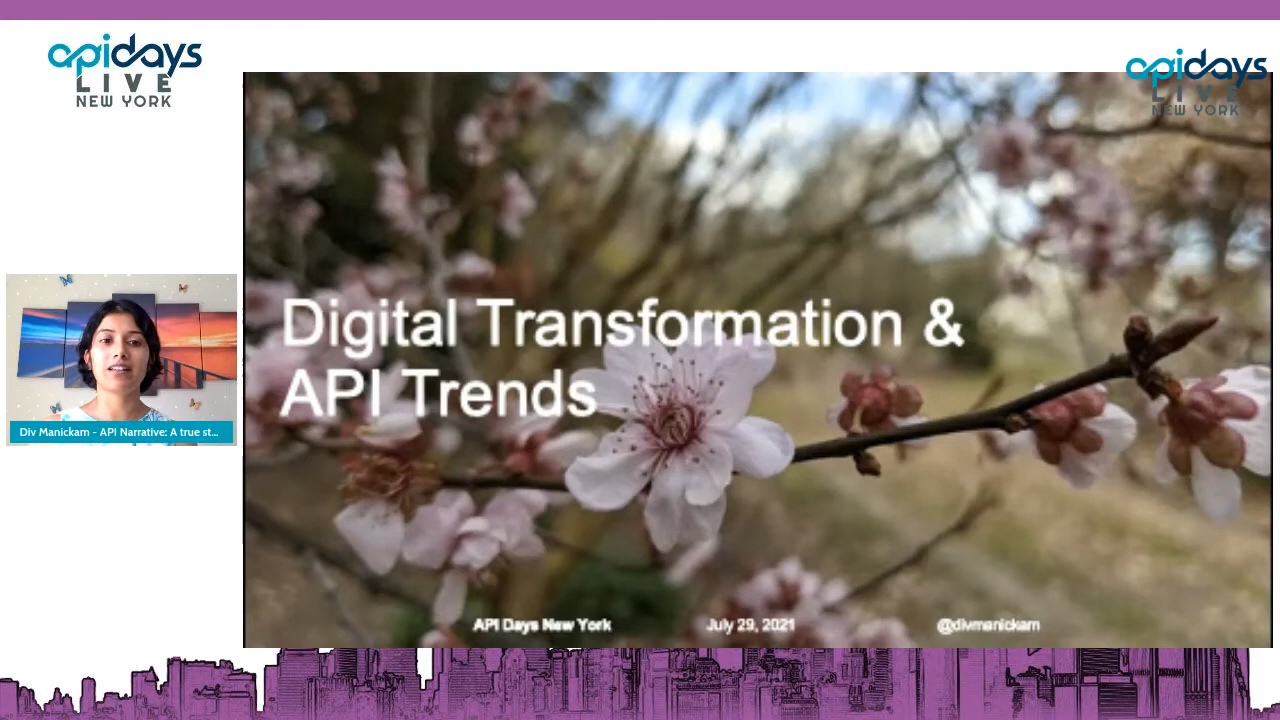 apidays
LIVE
NEW YORK
apidays
LIVE
NEW YORK
Digital Transformation &
API Trends
Div Manickam - API Narrative: A true st...
API Days New York
July 29, 2021
@divmanickam